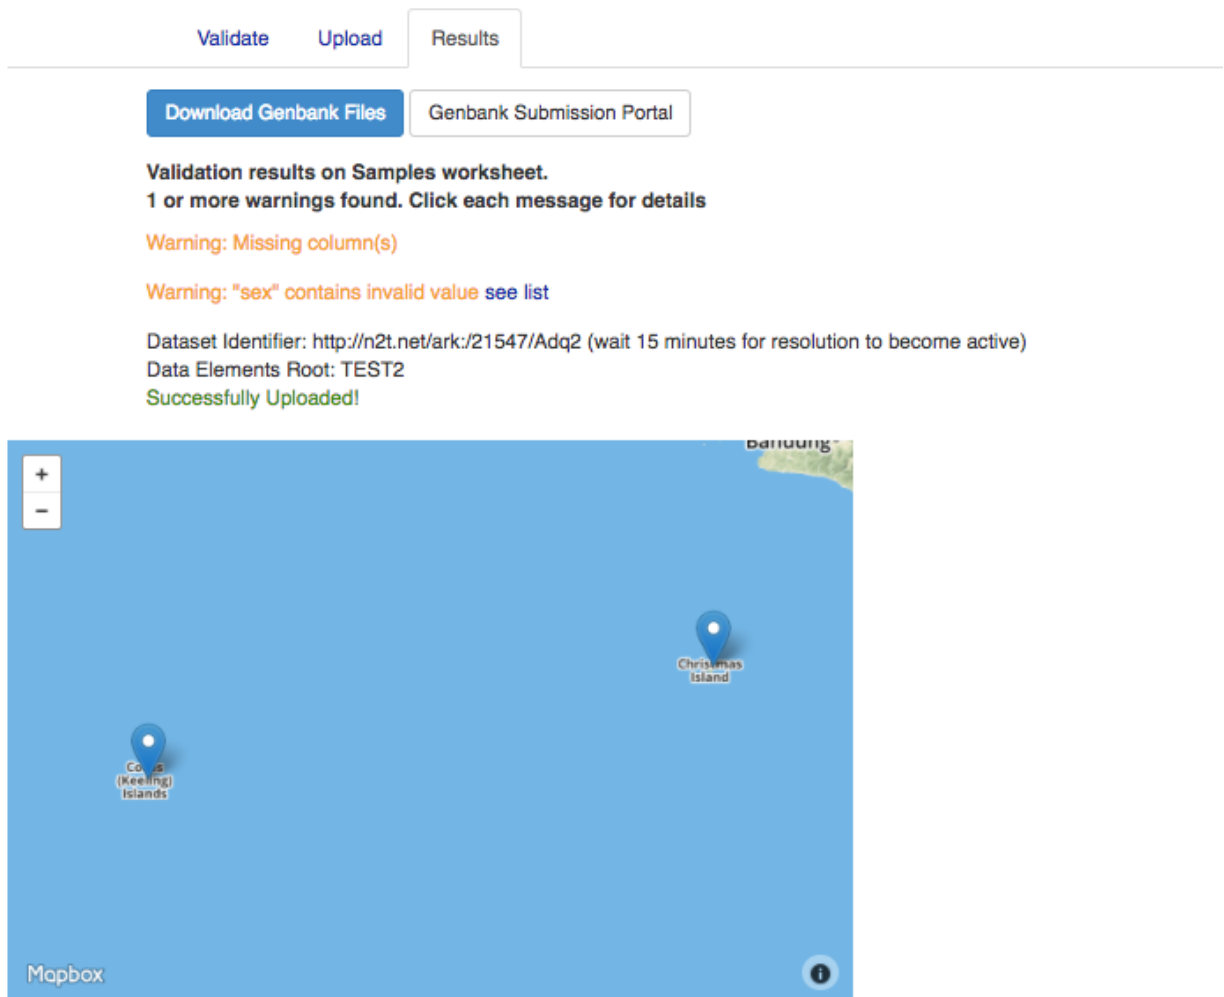 Validate Upload Results
Download Genbank Files Genbank Submission Portal
Validation results on Samples worksheet.
1 or more warnings found. Click each message for details
Warning: Missing column(s)
Warning: "sex" contains invalid value see list
Dataset Identifier: http://n2t.net/ark:/21547/Adq2 (wait 15 minutes for resolution to become active)
Data Elements Root: TEST2
Successfully Uploaded!
Bandung
+
−
Christmas
Island
Cocos
(Keeling)
Islands
Mapbox
i